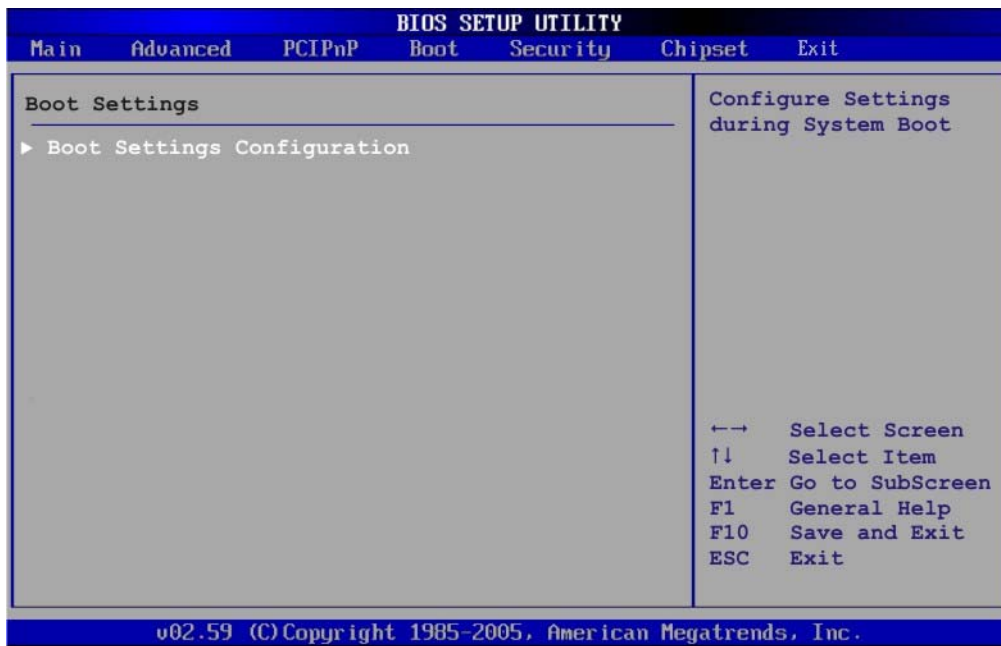 BIOS SETUP UTILITY
Main Advanced PCIPnP Boot Security Chipset Exit
Boot Settings
▶ Boot Settings Configuration
Configure Settings
during System Boot
←→ Select Screen
↑↓ Select Item
Enter Go to SubScreen
F1 General Help
F10 Save and Exit
ESC Exit
v02.59 (C)Copyright 1985-2005, American Megatrends, Inc.